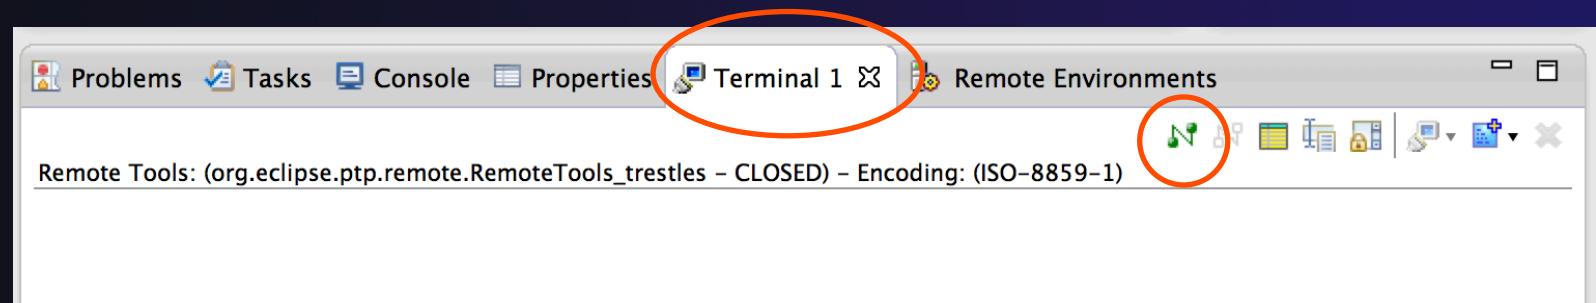 Problems Tasks Console Properties Terminal 1 Remote Environments
Remote Tools: (org.eclipse.ptp.remote.RemoteTools_trestles – CLOSED) – Encoding: (ISO–8859–1)